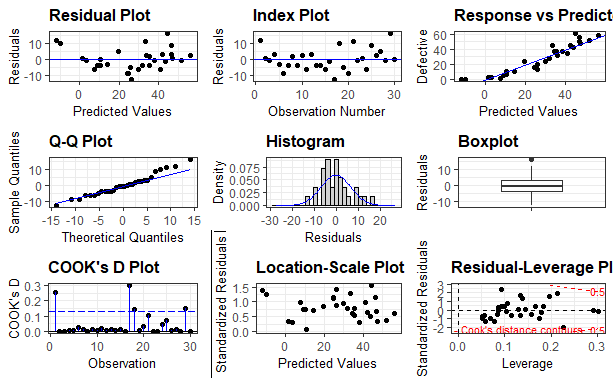 Residual Plot
Residuals
10
0
-10
0
20
40
Predicted Values
Index Plot
Residuals
10
0
-10
0
10
20
30
Observation Number
Response vs Predict
Defective
60
40
20
0
0
20
40
Predicted Values
Q-Q Plot
Sample Quantiles
10
0
-10
-15
-10
-5
0
5
10
15
Theoretical Quantiles
Histogram
Density
0.075
0.050
0.025
0.000
-30
-20
-10
0
10
20
Residuals
Boxplot
Residuals
10
0
-10
COOK's D Plot
COOK's D
0.3
0.2
0.1
0.0
0
10
20
30
Observation
Location-Scale Plot
Standardized Residuals
1.5
1.0
0.5
0.0
0
20
40
Predicted Values
Residual-Leverage Pl
Standardized Residuals
3
2
1
0
-1
-2
0.5
Cook's distance contours
-0.5
0.0
0.1
0.2
0.3
Leverage